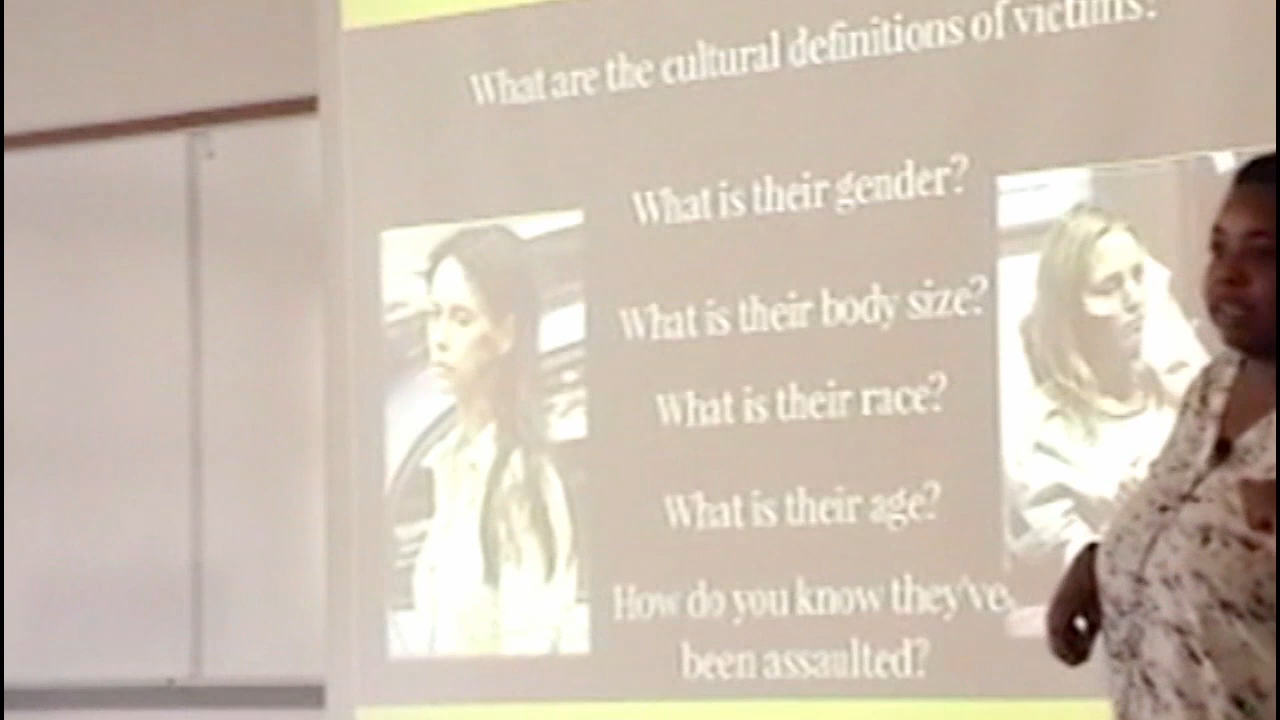 What are the cultural definitions of victims?
What is their gender?
What is their body size?
What is their race?
What is their age?
How do you know they've
been assaulted?